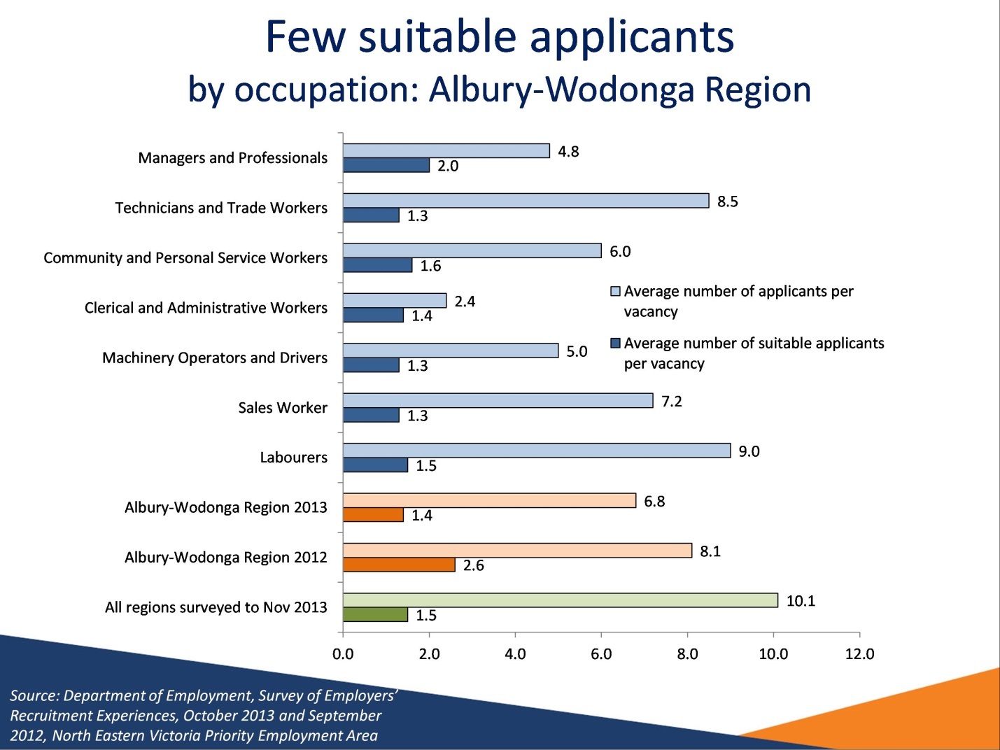 Few suitable applicants
by occupation: Albury-Wodonga Region
Managers and Professionals
4.8
2.0
Technicians and Trade Workers
8.5
1.3
Community and Personal Service Workers
6.0
1.6
Clerical and Administrative Workers
2.4
1.4
Average number of applicants per
vacancy
Machinery Operators and Drivers
5.0
1.3
Average number of suitable applicants
per vacancy
Sales Worker
7.2
1.3
Labourers
9.0
1.5
Albury-Wodonga Region 2013
6.8
1.4
Albury-Wodonga Region 2012
8.1
2.6
All regions surveyed to Nov 2013
10.1
1.5
0.0 2.0 4.0 6.0 8.0 10.0 12.0
Source: Department of Employment, Survey of Employers’
Recruitment Experiences, October 2013 and September
2012, North Eastern Victoria Priority Employment Area